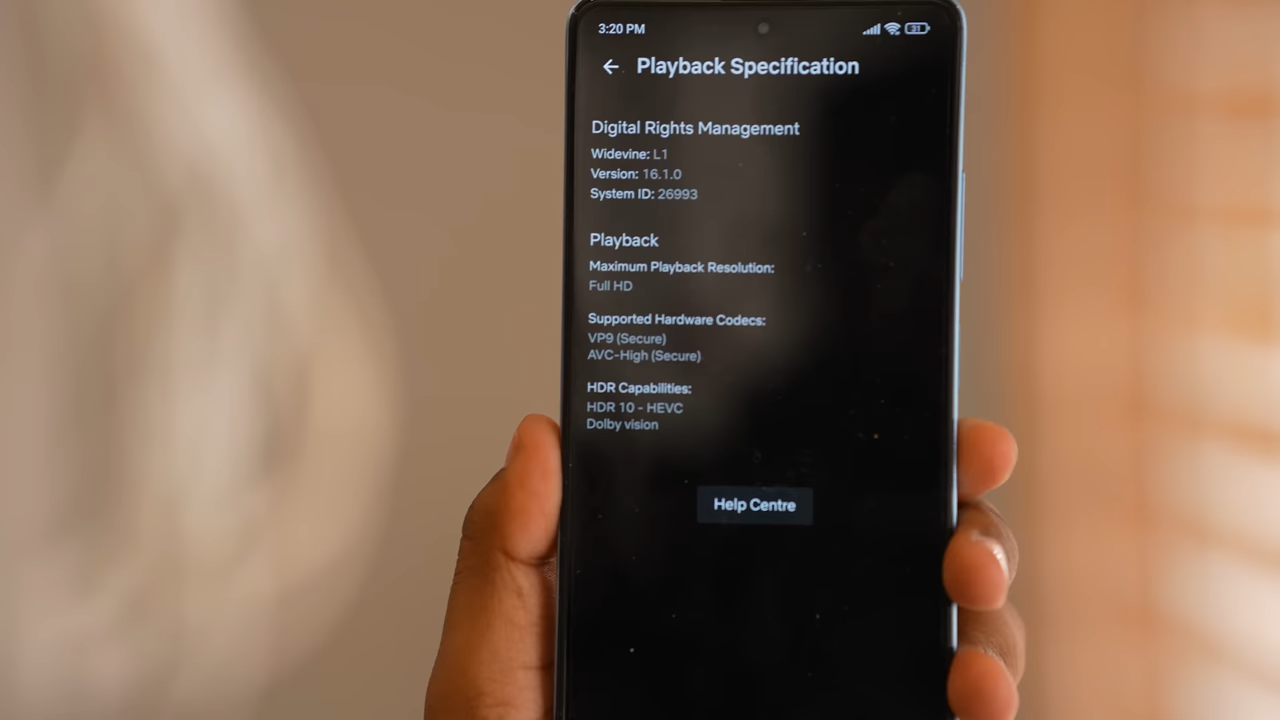 3:20 PM 31
Playback Specification
Digital Rights Management
Widevine: L1
Version: 16.1.0
System ID: 26993
Playback
Maximum Playback Resolution:
Full HD
Supported Hardware Codecs:
VP9 (Secure)
AVC-High (Secure)
HDR Capabilities:
HDR 10 - HEVC
Dolby vision
Help Centre